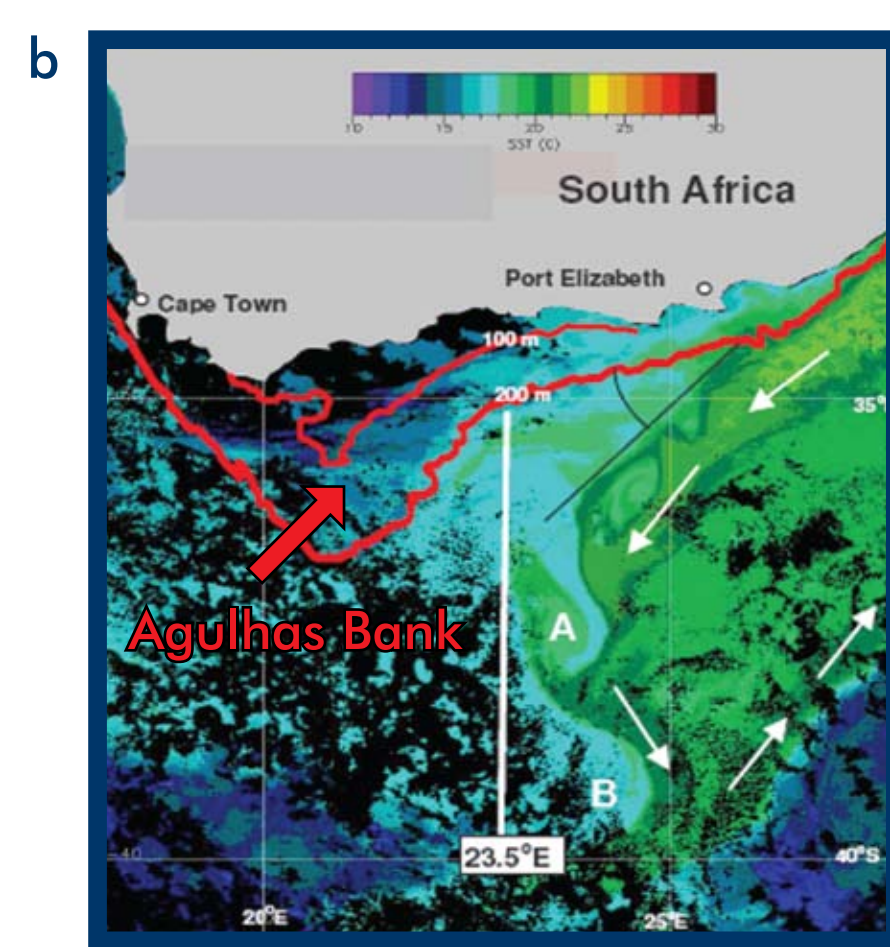 b
10 15 20 25 30
SST (C)
South Africa
Port Elizabeth
Cape Town
100 m
200 m
35°
Agulhas Bank
A
B
23.5°E
-40
40°S
20°E
25°E